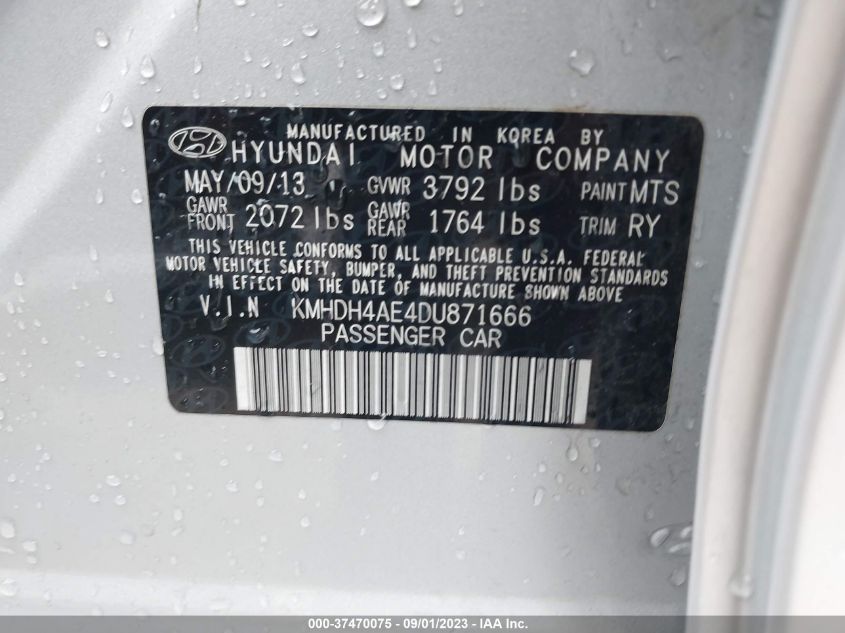 MANUFACTURED IN KOREA BY
HYUNDAI MOTOR COMPANY
MAY/09/13 GVWR 3792 lbs PAINT MTS
GAWR FRONT 2072 lbs GAWR REAR 1764 lbs TRIM RY
THIS VEHICLE CONFORMS TO ALL APPLICABLE U.S.A. FEDERAL
MOTOR VEHICLE SAFETY, BUMPER, AND THEFT PREVENTION STANDARDS
IN EFFECT ON THE DATE OF MANUFACTURE SHOWN ABOVE
V.I.N KMHDH4AE4DU871666
PASSENGER CAR
000-37470075 - 09/01/2023 - IAA Inc.